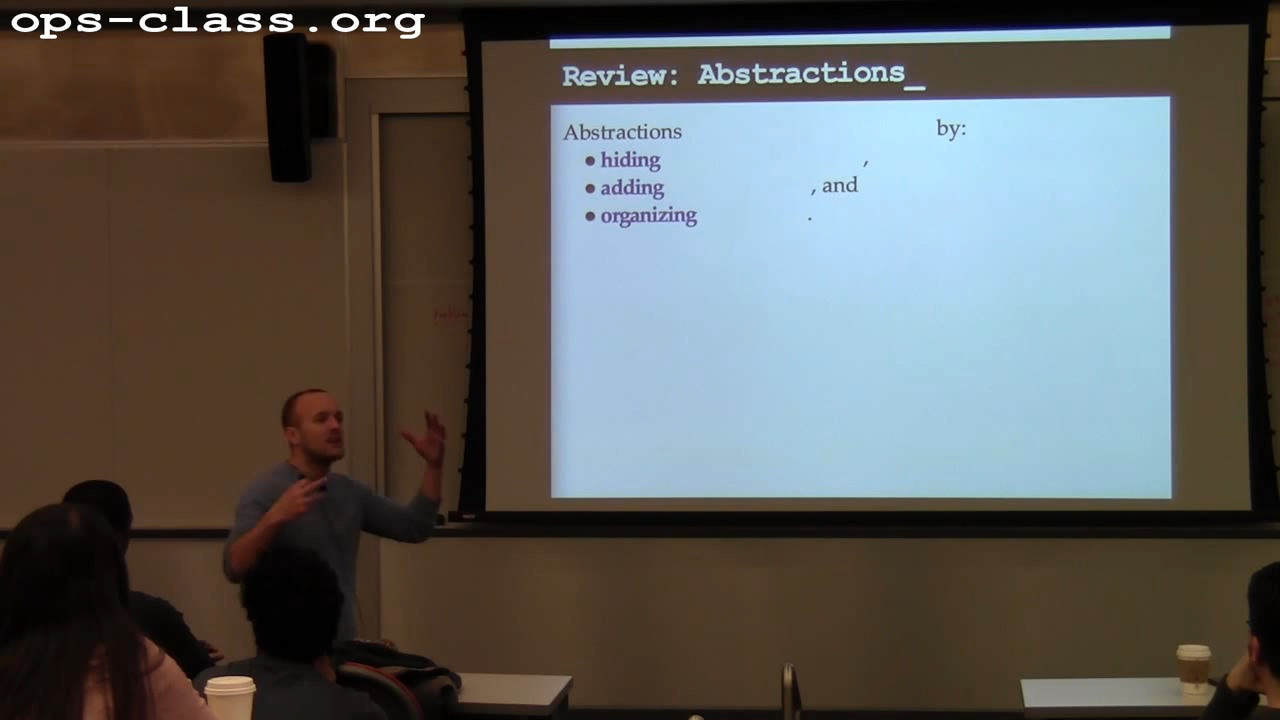 ops-class.org
Review: Abstractions_
Abstractions by:
• hiding ,
• adding , and
• organizing .